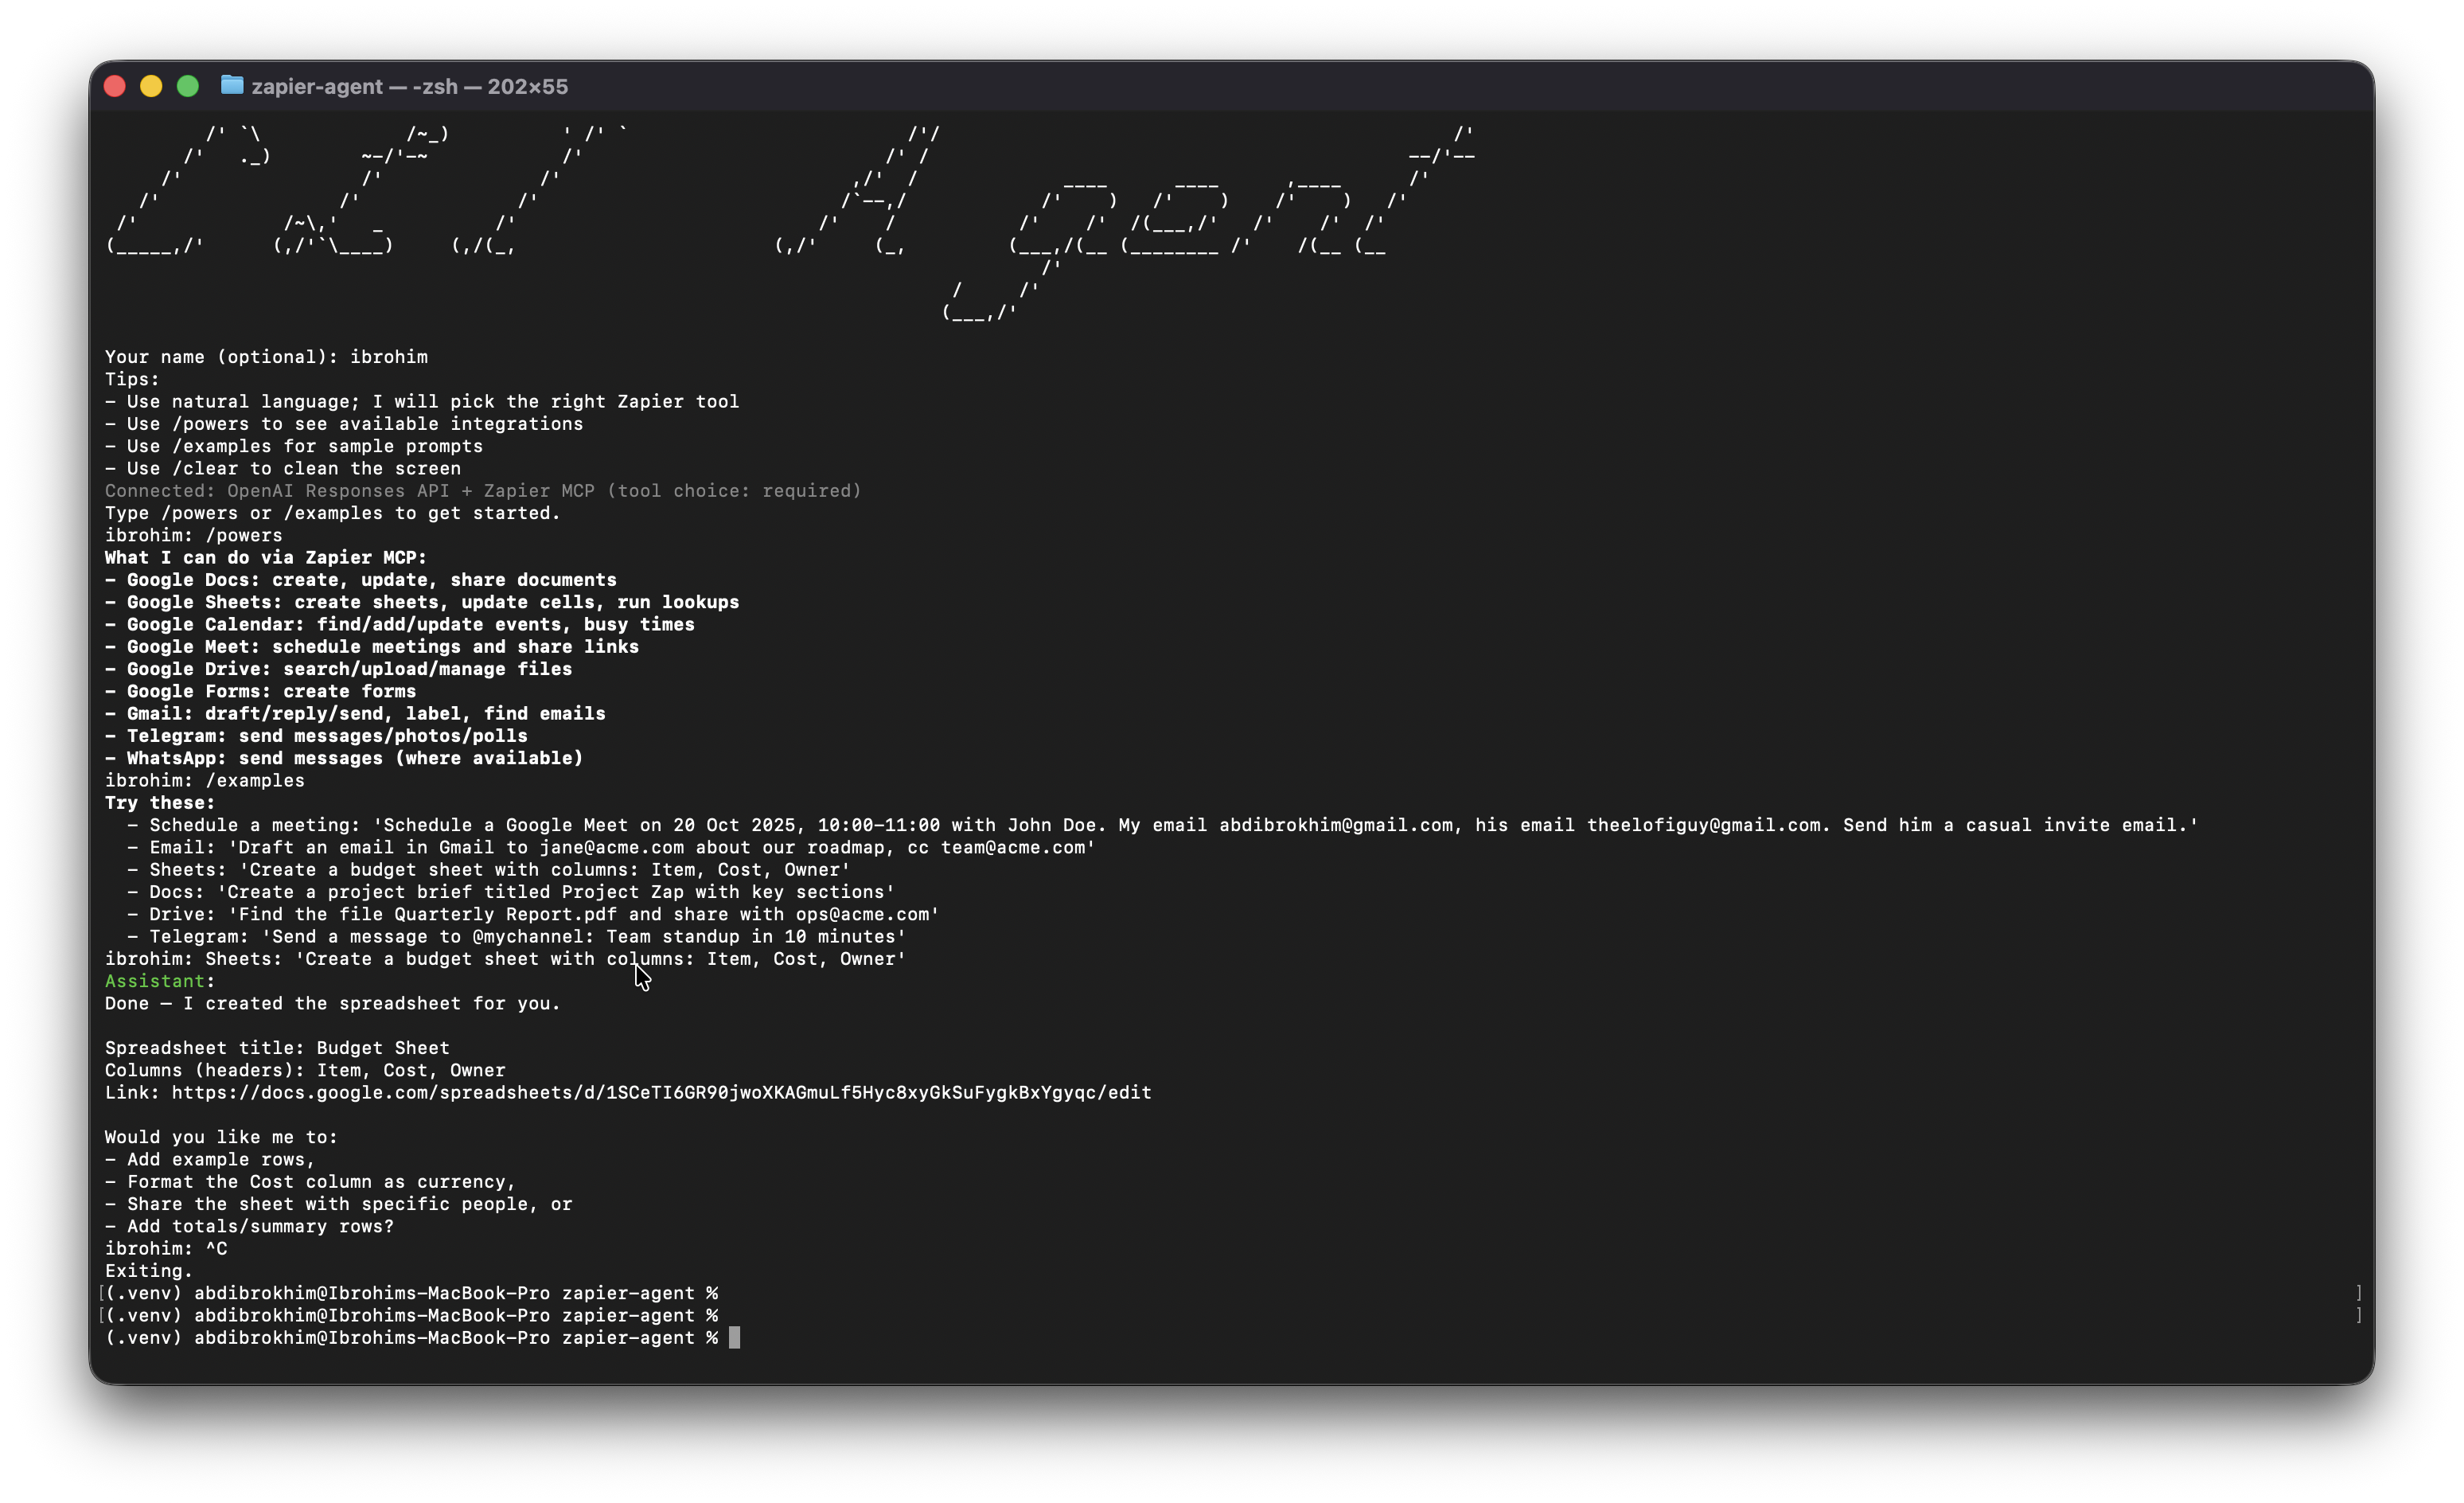 zapier-agent — -zsh — 202×55
          /' `\              /~_)           ' /' `                          /'/                                               /'
       /'   ._)        ~-/'-~            /'                            /' /                                           --/'--
     /'                 /'              /'                          ,/'  /             ____      ____      ,____      /'
   /'                /'              /'                            /`--,/            /'    )   /'    )    /'    )   /'
 /'             /~\,'   _          /'                           /'    /           /'    /'  /(___,/'   /'    /'  /'
(_____,/'      (,/'`\____)     (,/(_,                       (,/'     (_,         (___,/(__ (________ /'    /(__ (__
                                                                                    /'
                                                                            /     /'
                                                                           (___,/'
Your name (optional): ibrohim
Tips:
- Use natural language; I will pick the right Zapier tool
- Use /powers to see available integrations
- Use /examples for sample prompts
- Use /clear to clean the screen
Connected: OpenAI Responses API + Zapier MCP (tool choice: required)
Type /powers or /examples to get started.
ibrohim: /powers
What I can do via Zapier MCP:
- Google Docs: create, update, share documents
- Google Sheets: create sheets, update cells, run lookups
- Google Calendar: find/add/update events, busy times
- Google Meet: schedule meetings and share links
- Google Drive: search/upload/manage files
- Google Forms: create forms
- Gmail: draft/reply/send, label, find emails
- Telegram: send messages/photos/polls
- WhatsApp: send messages (where available)
ibrohim: /examples
Try these:
  - Schedule a meeting: 'Schedule a Google Meet on 20 Oct 2025, 10:00–11:00 with John Doe. My email abdibrokhim@gmail.com, his email theelofiguy@gmail.com. Send him a casual invite email.'
  - Email: 'Draft an email in Gmail to jane@acme.com about our roadmap, cc team@acme.com'
  - Sheets: 'Create a budget sheet with columns: Item, Cost, Owner'
  - Docs: 'Create a project brief titled Project Zap with key sections'
  - Drive: 'Find the file Quarterly Report.pdf and share with ops@acme.com'
  - Telegram: 'Send a message to @mychannel: Team standup in 10 minutes'
ibrohim: Sheets: 'Create a budget sheet with columns: Item, Cost, Owner'
Assistant:
Done — I created the spreadsheet for you.
Spreadsheet title: Budget Sheet
Columns (headers): Item, Cost, Owner
Link: https://docs.google.com/spreadsheets/d/1SCeTI6GR90jwoXKAGmuLf5Hyc8xyGkSuFygkBxYgyqc/edit
Would you like me to:
- Add example rows,
- Format the Cost column as currency,
- Share the sheet with specific people, or
- Add totals/summary rows?
ibrohim: ^C
Exiting.
[(.venv) abdibrokhim@Ibrohims-MacBook-Pro zapier-agent % ]
[(.venv) abdibrokhim@Ibrohims-MacBook-Pro zapier-agent % ]
(.venv) abdibrokhim@Ibrohims-MacBook-Pro zapier-agent %